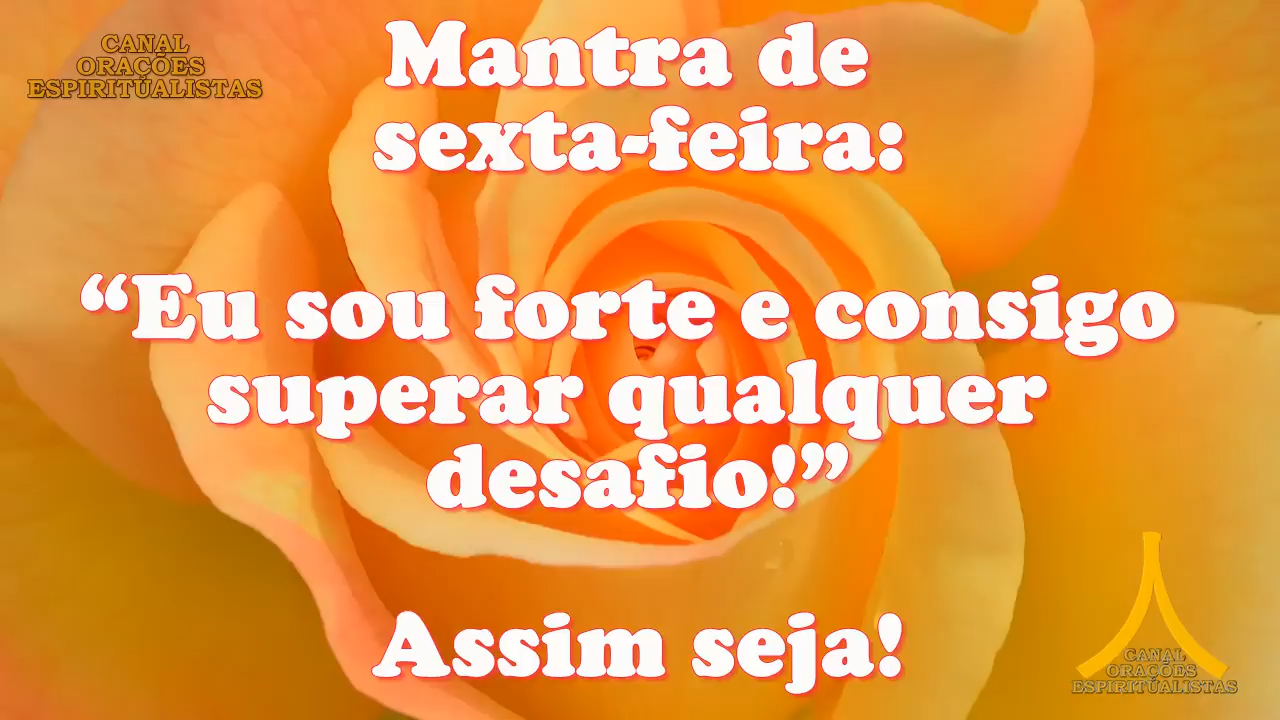 CANAL
ORAÇÕES
ESPIRITUALISTAS
Mantra de
sexta-feira:
“Eu sou forte e consigo
superar qualquer
desafio!”
Assim seja!
CANAL
ORAÇÕES
ESPIRITUALISTAS